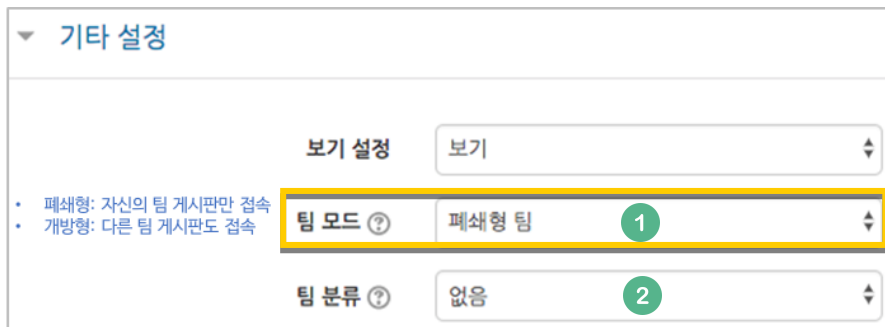 기타 설정
보기 설정 보기
• 폐쇄형: 자신의 팀 게시판만 접속
• 개방형: 다른 팀 게시판도 접속
팀 모드 ? 폐쇄형 팀 1
팀 분류 ? 없음 2